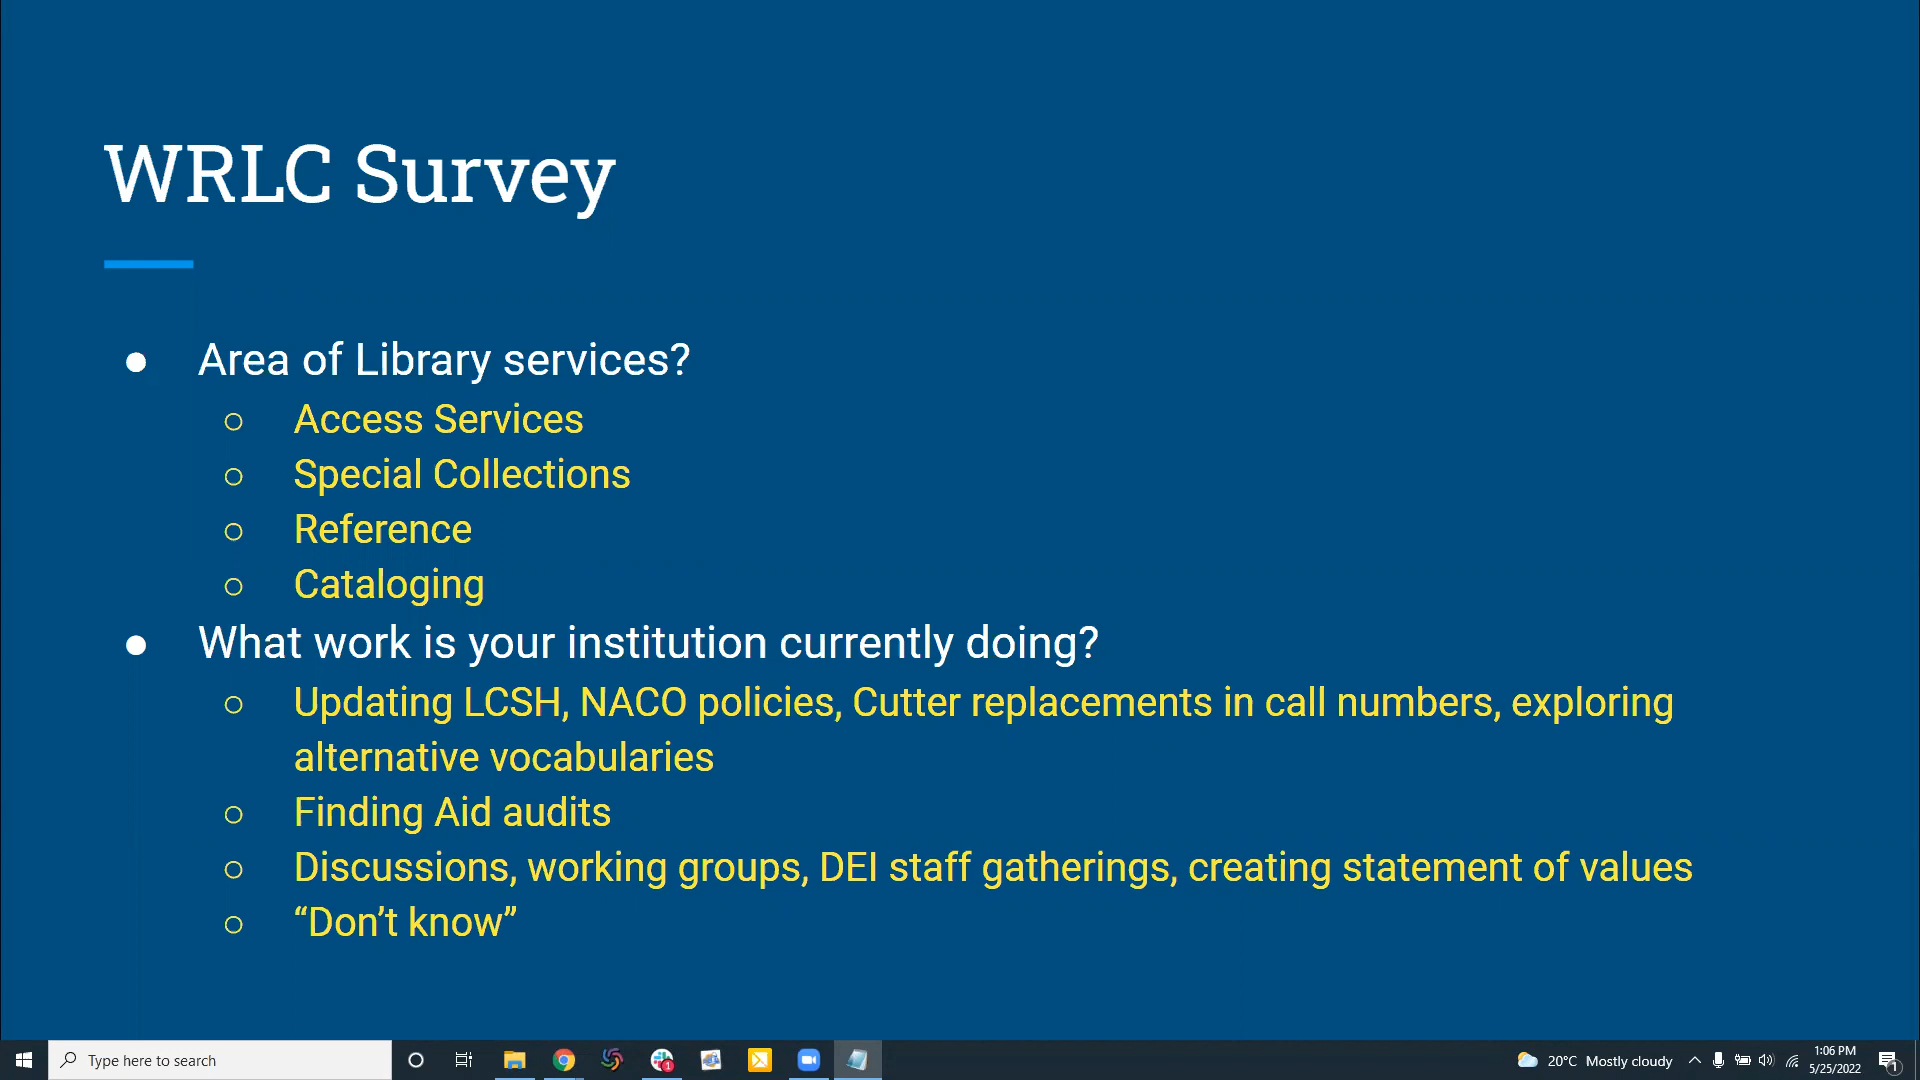 WRLC Survey
● Area of Library services?
○ Access Services
○ Special Collections
○ Reference
○ Cataloging
● What work is your institution currently doing?
○ Updating LCSH, NACO policies, Cutter replacements in call numbers, exploring
alternative vocabularies
○ Finding Aid audits
○ Discussions, working groups, DEI staff gatherings, creating statement of values
○ “Don’t know”
Type here to search
1
20°C Mostly cloudy
1:06 PM
5/25/2022
1